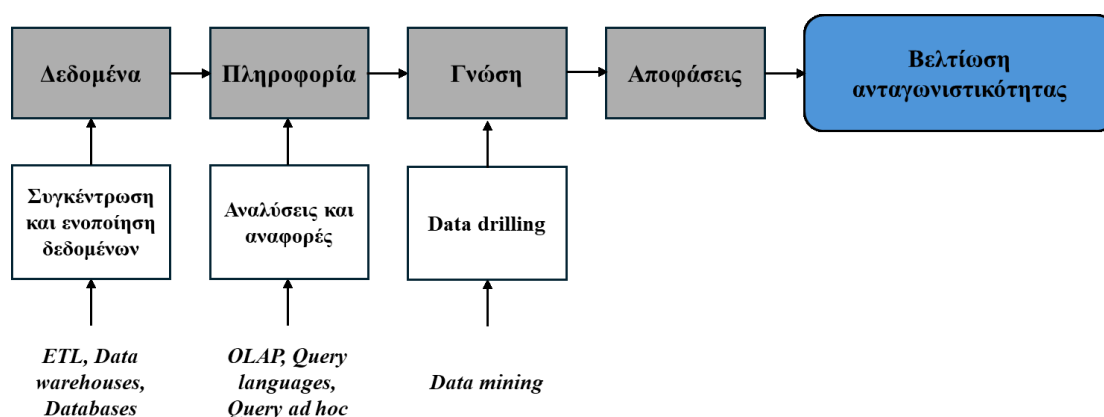 Δεδομένα
Πληροφορία
Γνώση
Αποφάσεις
Βελτίωση
ανταγωνιστικότητας
Συγκέντρωση
και ενοποίηση
δεδομένων
Αναλύσεις και
αναφορές
Data drilling
ETL, Data
warehouses,
Databases
OLAP, Query
languages,
Query ad hoc
Data mining